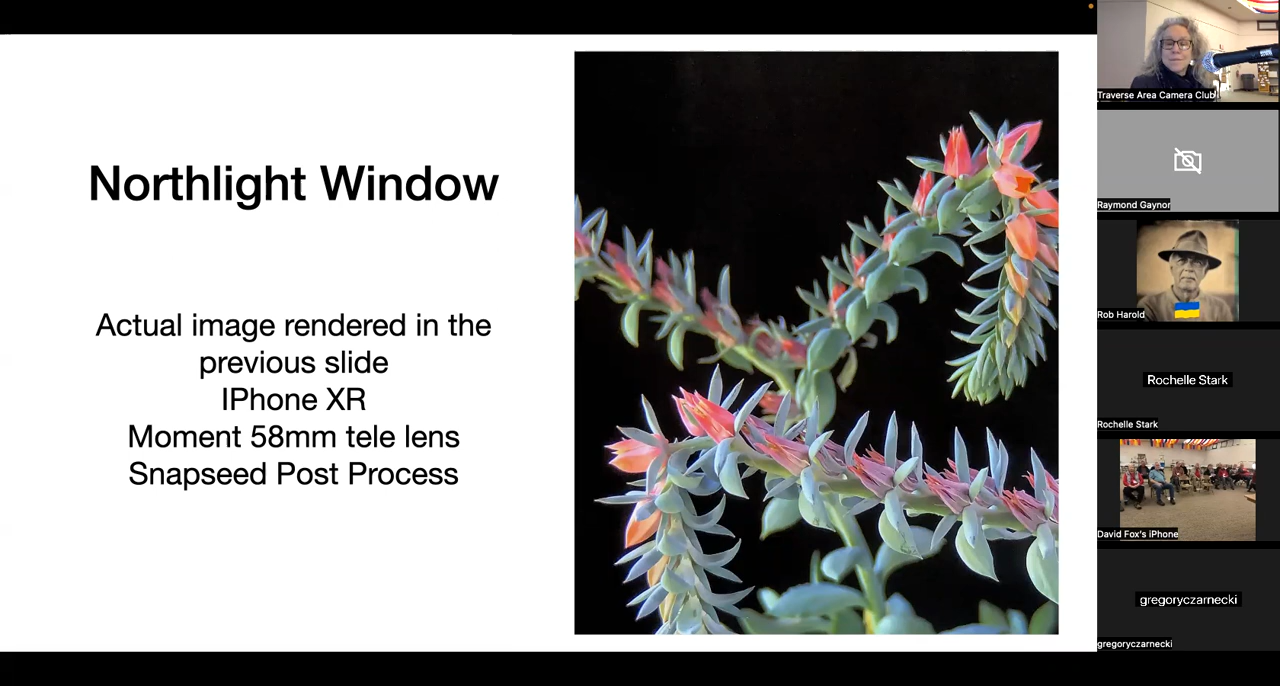 Northlight Window
Actual image rendered in the
previous slide
IPhone XR
Moment 58mm tele lens
Snapseed Post Process
Traverse Area Camera Club
Raymond Gaynor
Rob Harold
Rochelle Stark
Rochelle Stark
David Fox's iPhone
gregoryczarnecki
gregoryczarnecki